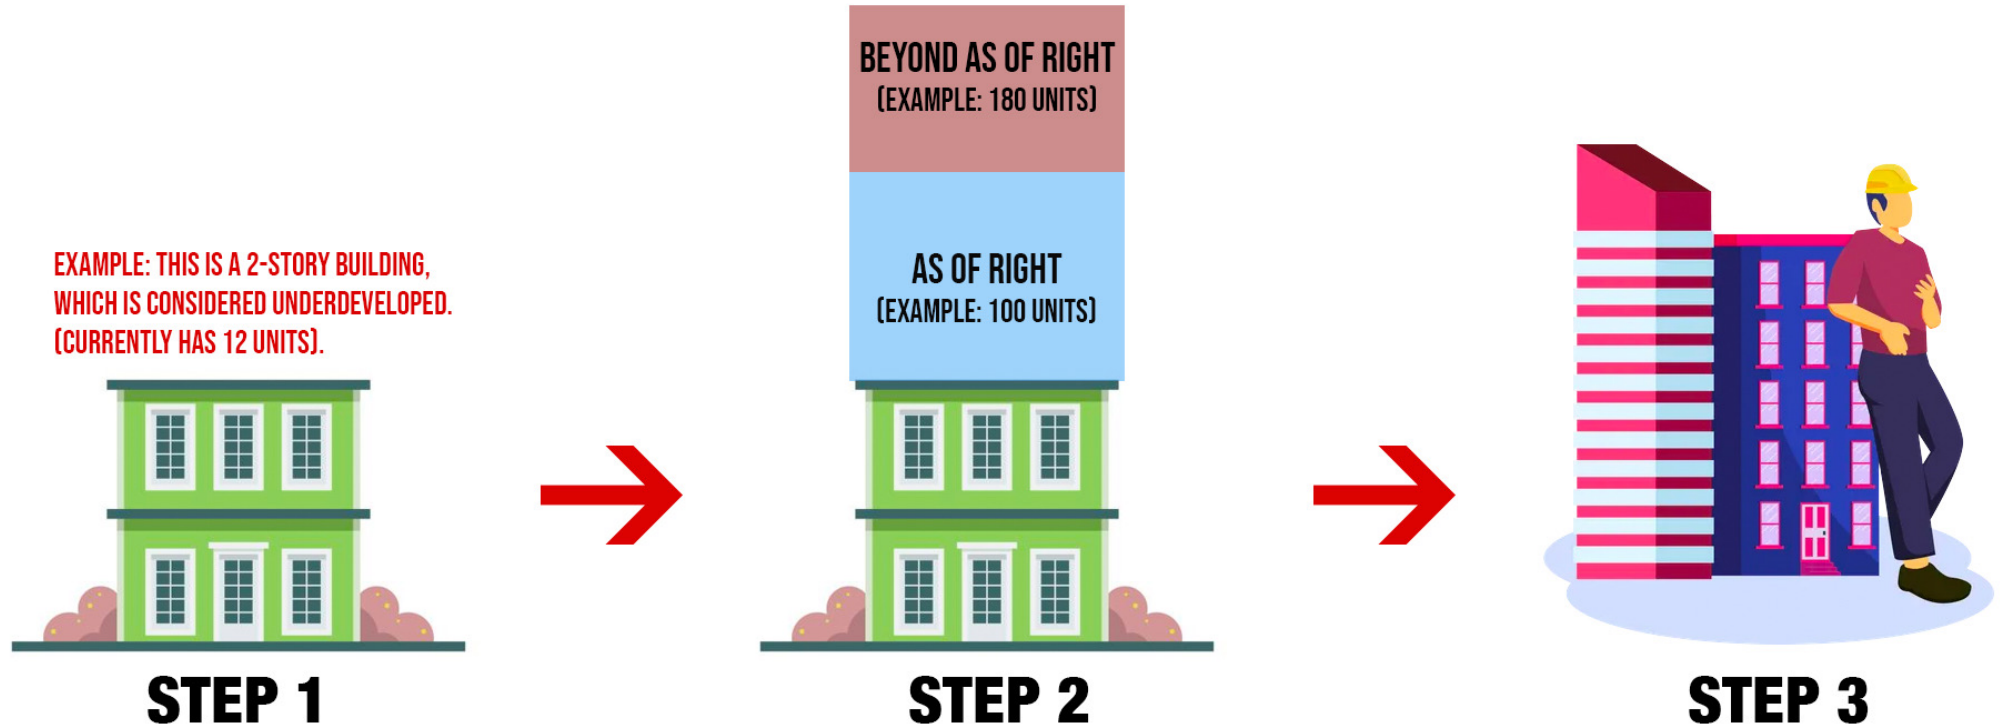 EXAMPLE: THIS IS A 2-STORY BUILDING,
WHICH IS CONSIDERED UNDERDEVELOPED.
(CURRENTLY HAS 12 UNITS).
STEP 1
BEYOND AS OF RIGHT
(EXAMPLE: 180 UNITS)
AS OF RIGHT
(EXAMPLE: 100 UNITS)
STEP 2
STEP 3